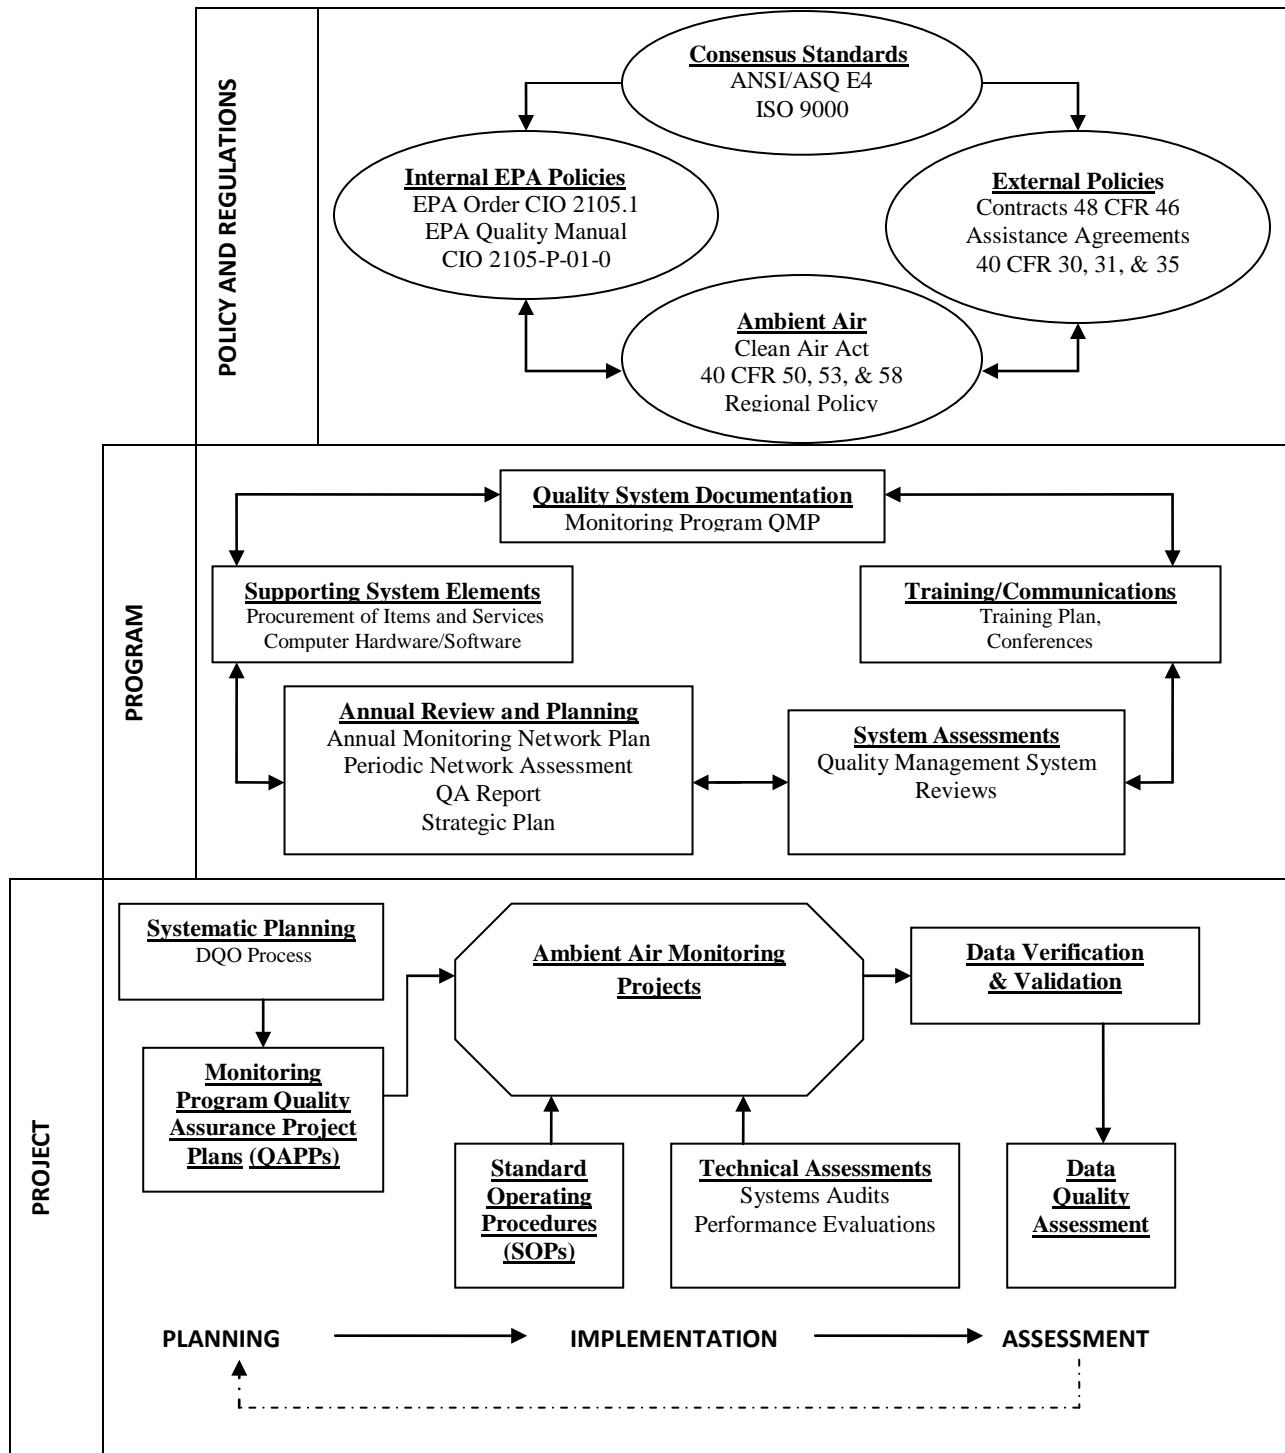 POLICY AND REGULATIONS
Consensus Standards
ANSI/ASQ E4
ISO 9000
Internal EPA Policies
EPA Order CIO 2105.1
EPA Quality Manual
CIO 2105-P-01-0
External Policies
Contracts 48 CFR 46
Assistance Agreements
40 CFR 30, 31, & 35
Ambient Air
Clean Air Act
40 CFR 50, 53, & 58
Regional Policy
PROGRAM
Quality System Documentation
Monitoring Program QMP
Supporting System Elements
Procurement of Items and Services
Computer Hardware/Software
Training/Communications
Training Plan,
Conferences
Annual Review and Planning
Annual Monitoring Network Plan
Periodic Network Assessment
QA Report
Strategic Plan
System Assessments
Quality Management System
Reviews
PROJECT
Systematic Planning
DQO Process
Monitoring
Program Quality
Assurance Project
Plans (QAPPs)
Ambient Air Monitoring
Projects
Standard
Operating
Procedures
(SOPs)
Technical Assessments
Systems Audits
Performance Evaluations
Data Verification
& Validation
Data
Quality
Assessment
PLANNING
IMPLEMENTATION
ASSESSMENT